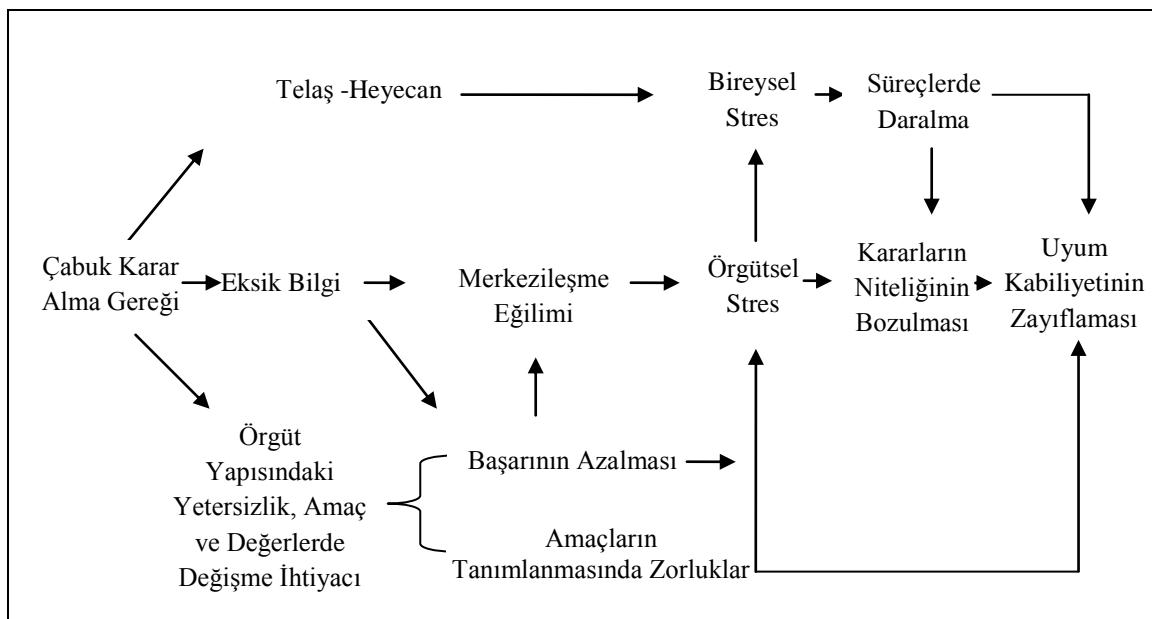 Telaş -Heyecan
Bireysel
Stres
Süreçlerde
Daralma
Çabuk Karar
Alma Gereği
Eksik Bilgi
Merkezileşme
Eğilimi
Örgütsel
Stres
Kararların
Niteliğinin
Bozulması
Uyum
Kabiliyetinin
Zayıflaması
Örgüt
Yapısındaki
Yetersizlik, Amaç
ve Değerlerde
Değişme İhtiyacı
Başarının Azalması
Amaçların
Tanımlanmasında Zorluklar